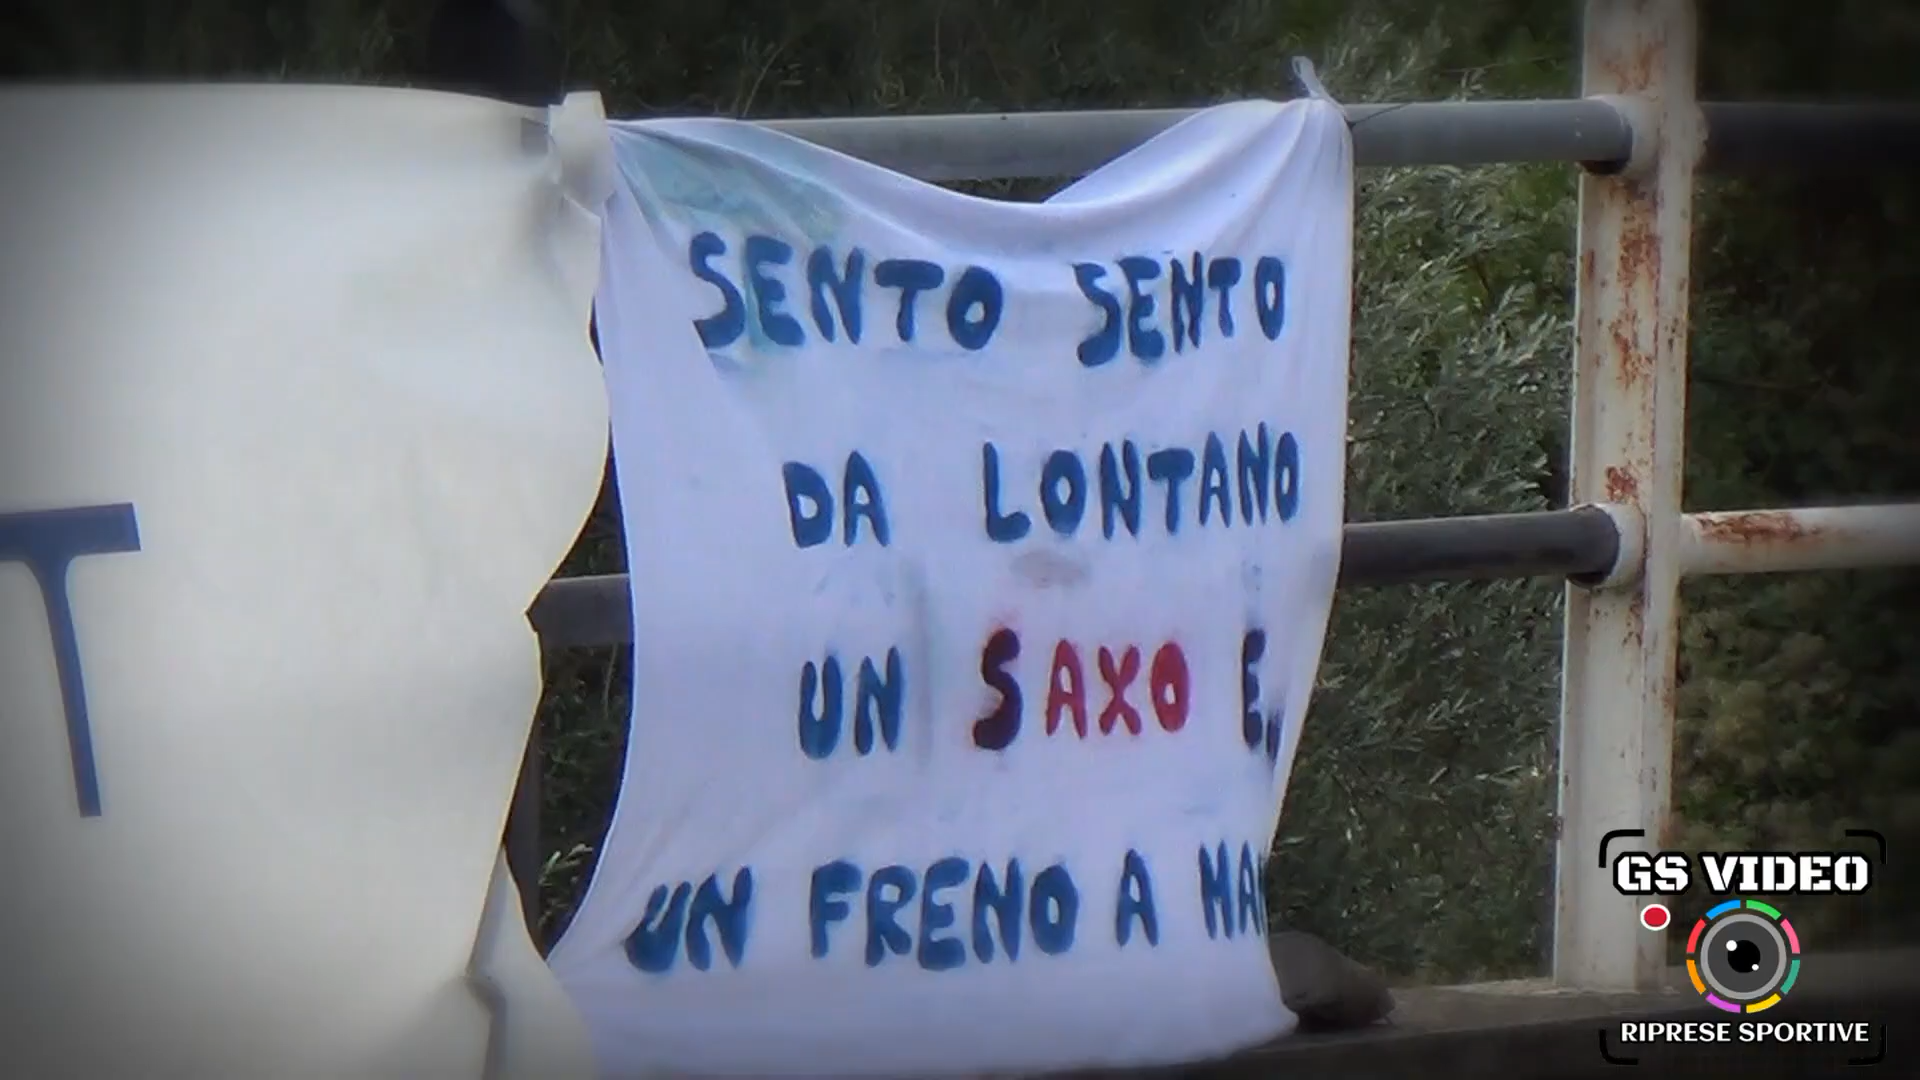 T
SENTO SENTO
DA LONTANO
UN SAXO E
UN FRENO A
GS VIDEO
RIPRESE SPORTIVE